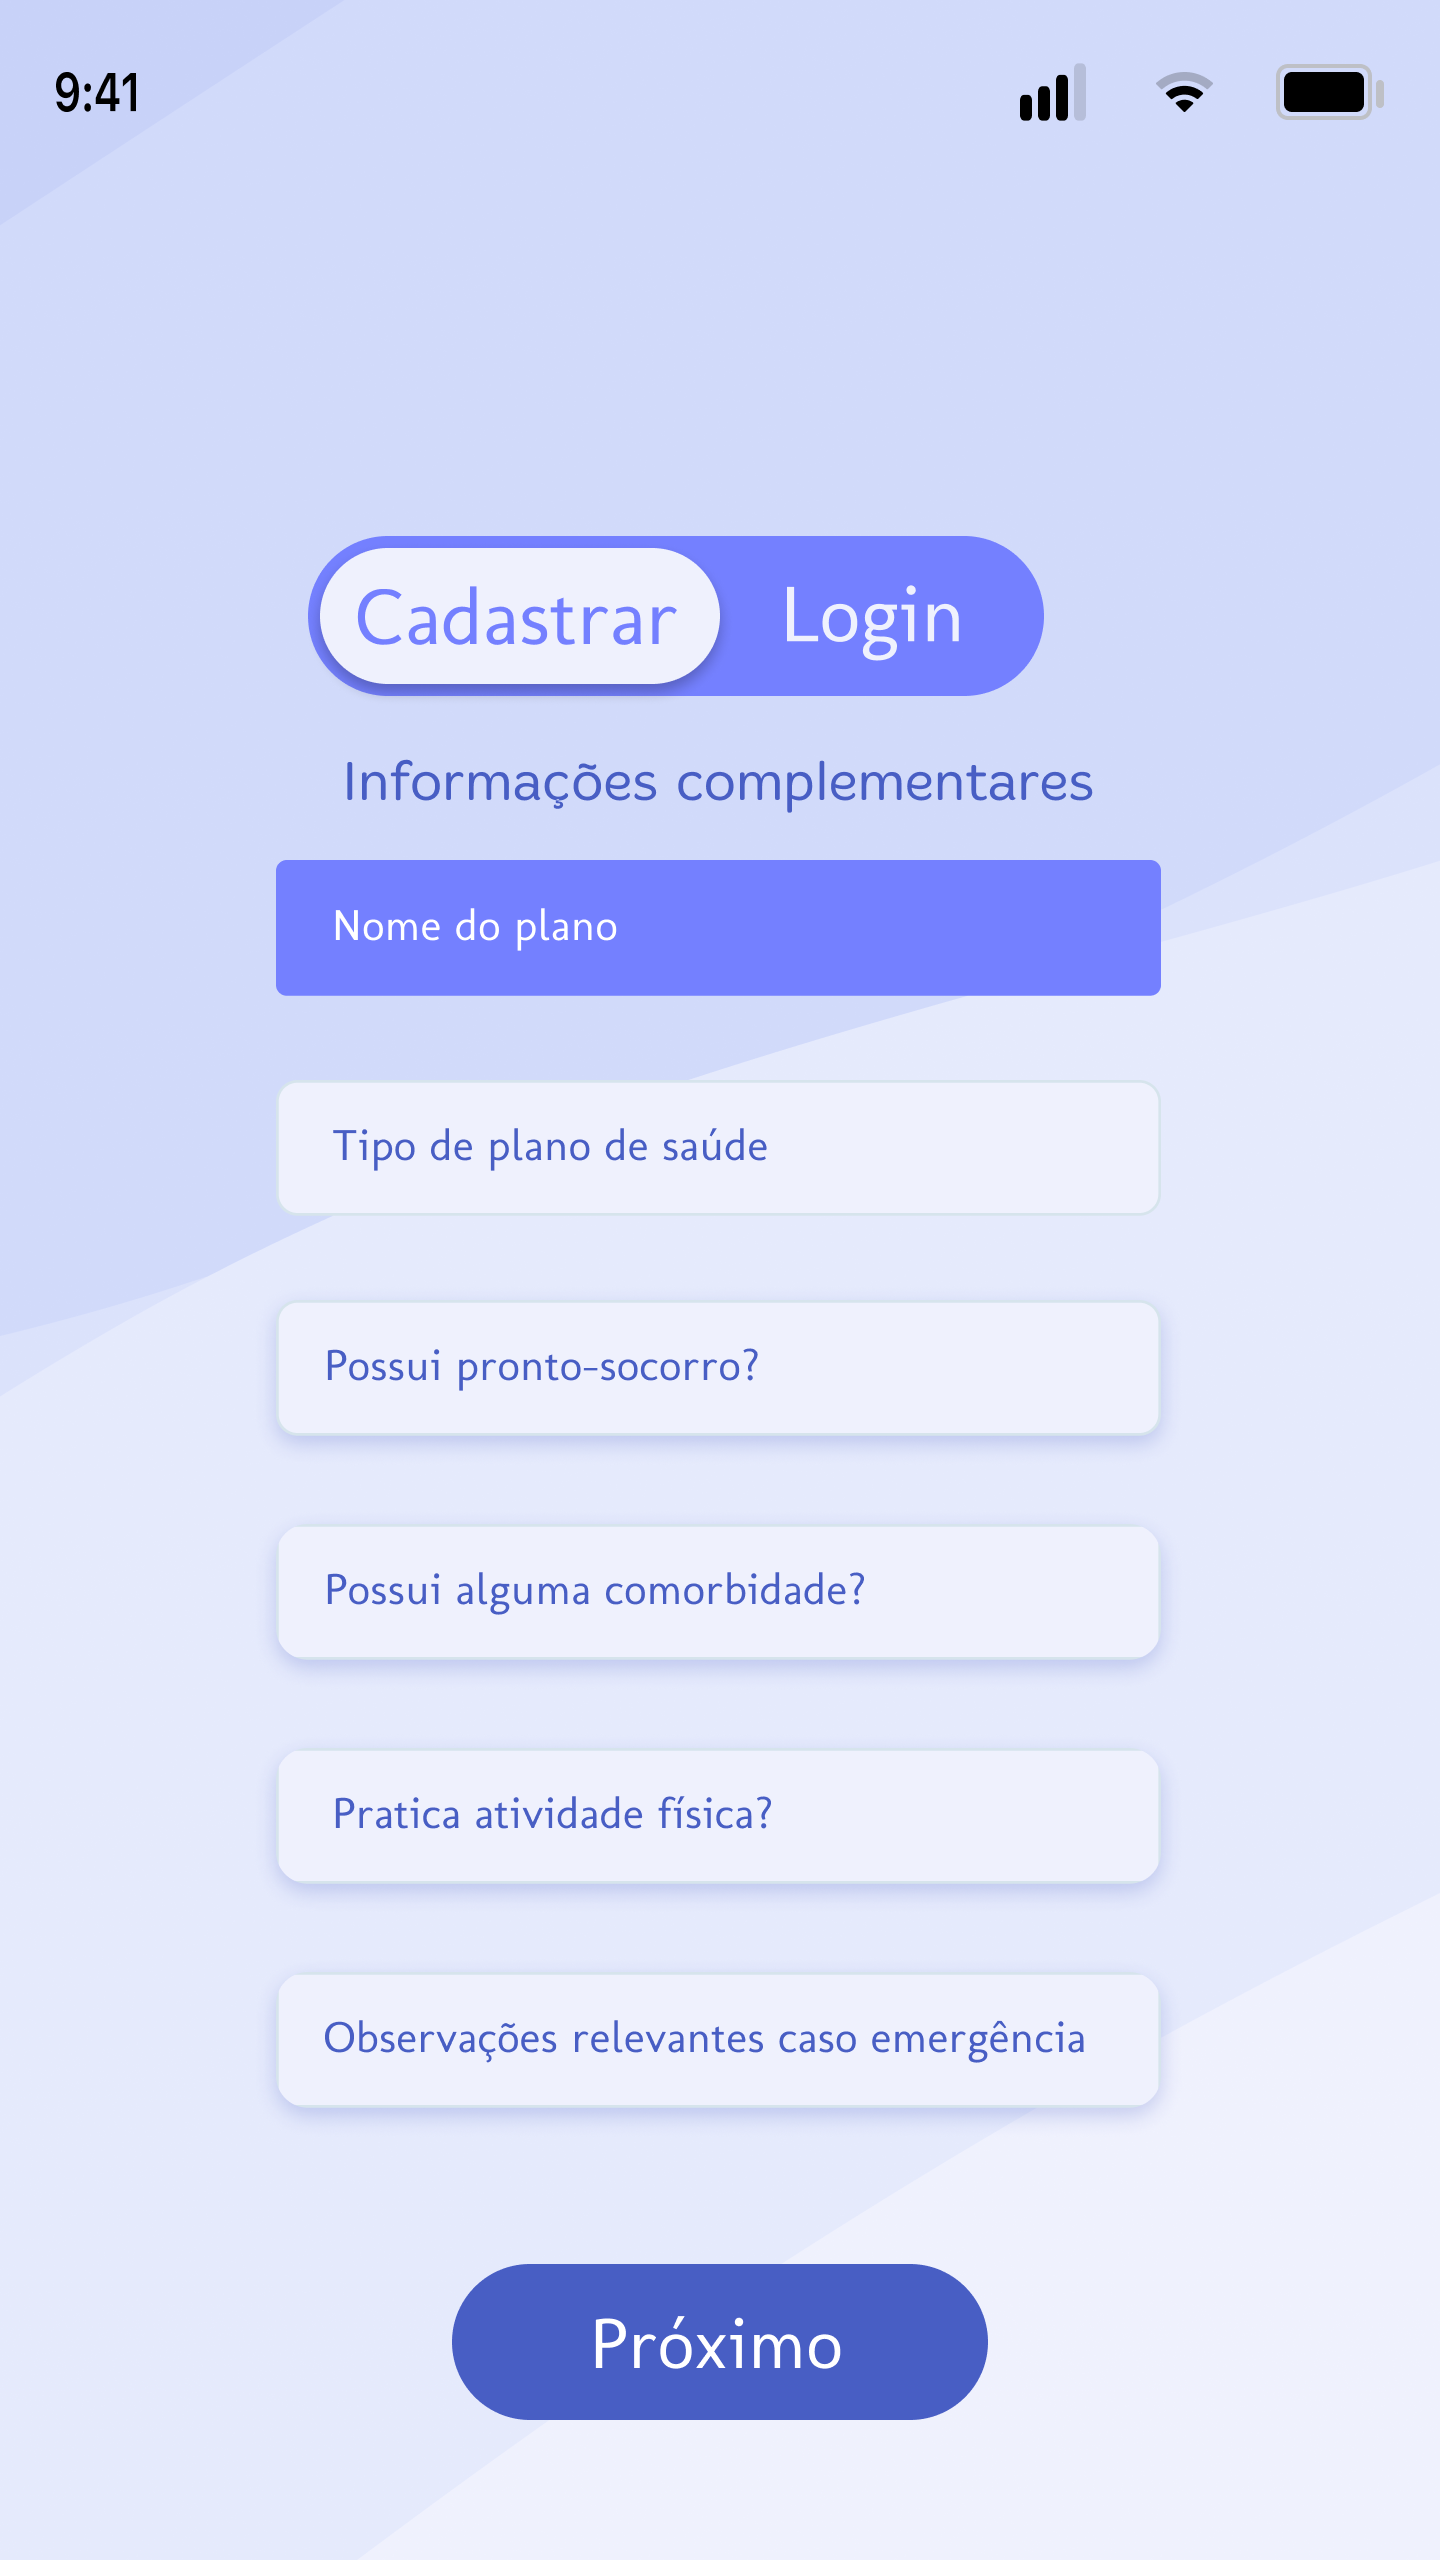 9:41
Cadastrar Login
Informações complementares
Nome do plano
Tipo de plano de saúde
Possui pronto-socorro?
Possui alguma comorbidade?
Pratica atividade física?
Observações relevantes caso emergência
Próximo